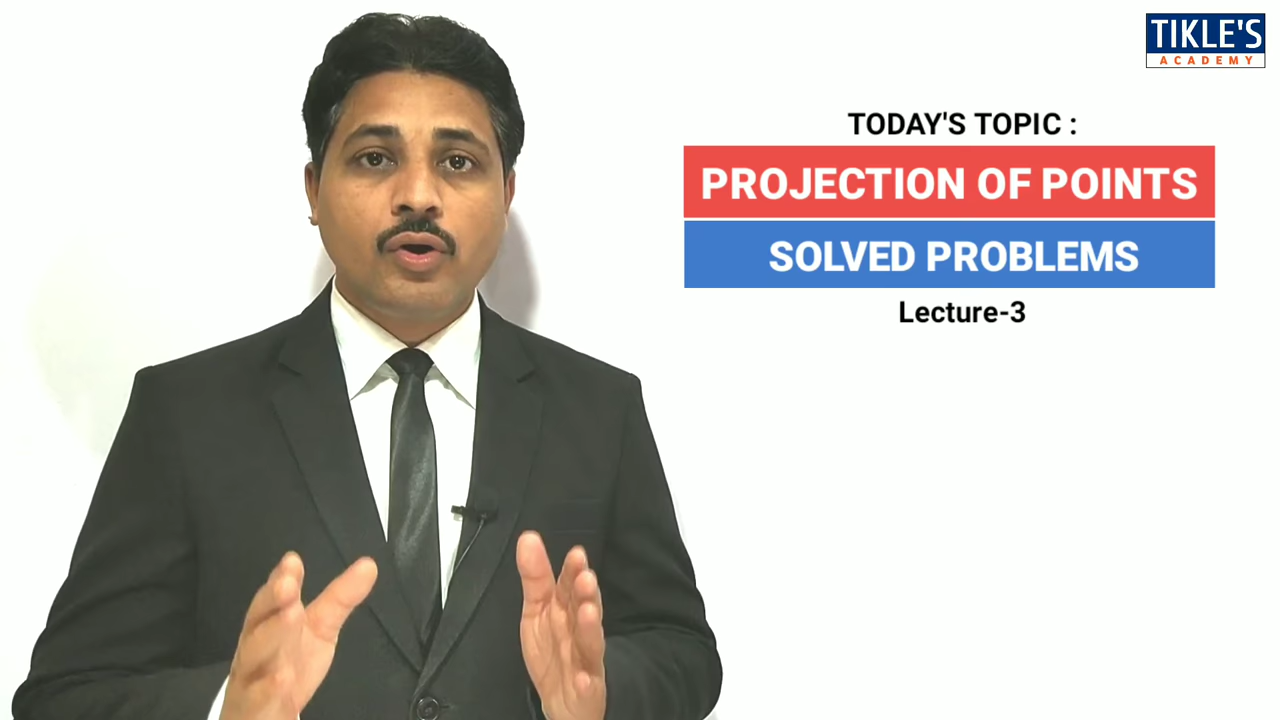 TIKLE'S
ACADEMY
TODAY'S TOPIC :
PROJECTION OF POINTS
SOLVED PROBLEMS
Lecture-3